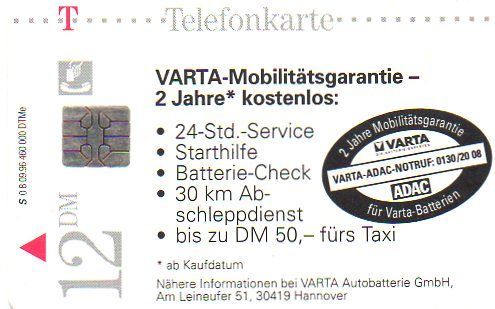 T Telefonkarte
VARTA-Mobilitätsgarantie –
2 Jahre* kostenlos:
• 24-Std.-Service
• Starthilfe
• Batterie-Check
• 30 km Ab-
schleppdienst
• bis zu DM 50,– fürs Taxi
* ab Kaufdatum
Nähere Informationen bei VARTA Autobatterie GmbH,
Am Leineufer 51, 30419 Hannover
2 Jahre Mobilitätsgarantie
VARTA
VARTA-ADAC-NOTRUF: 0130/20 08
ADAC
für Varta-Batterien
12 DM
S 08 09.96 460 000 DTMe